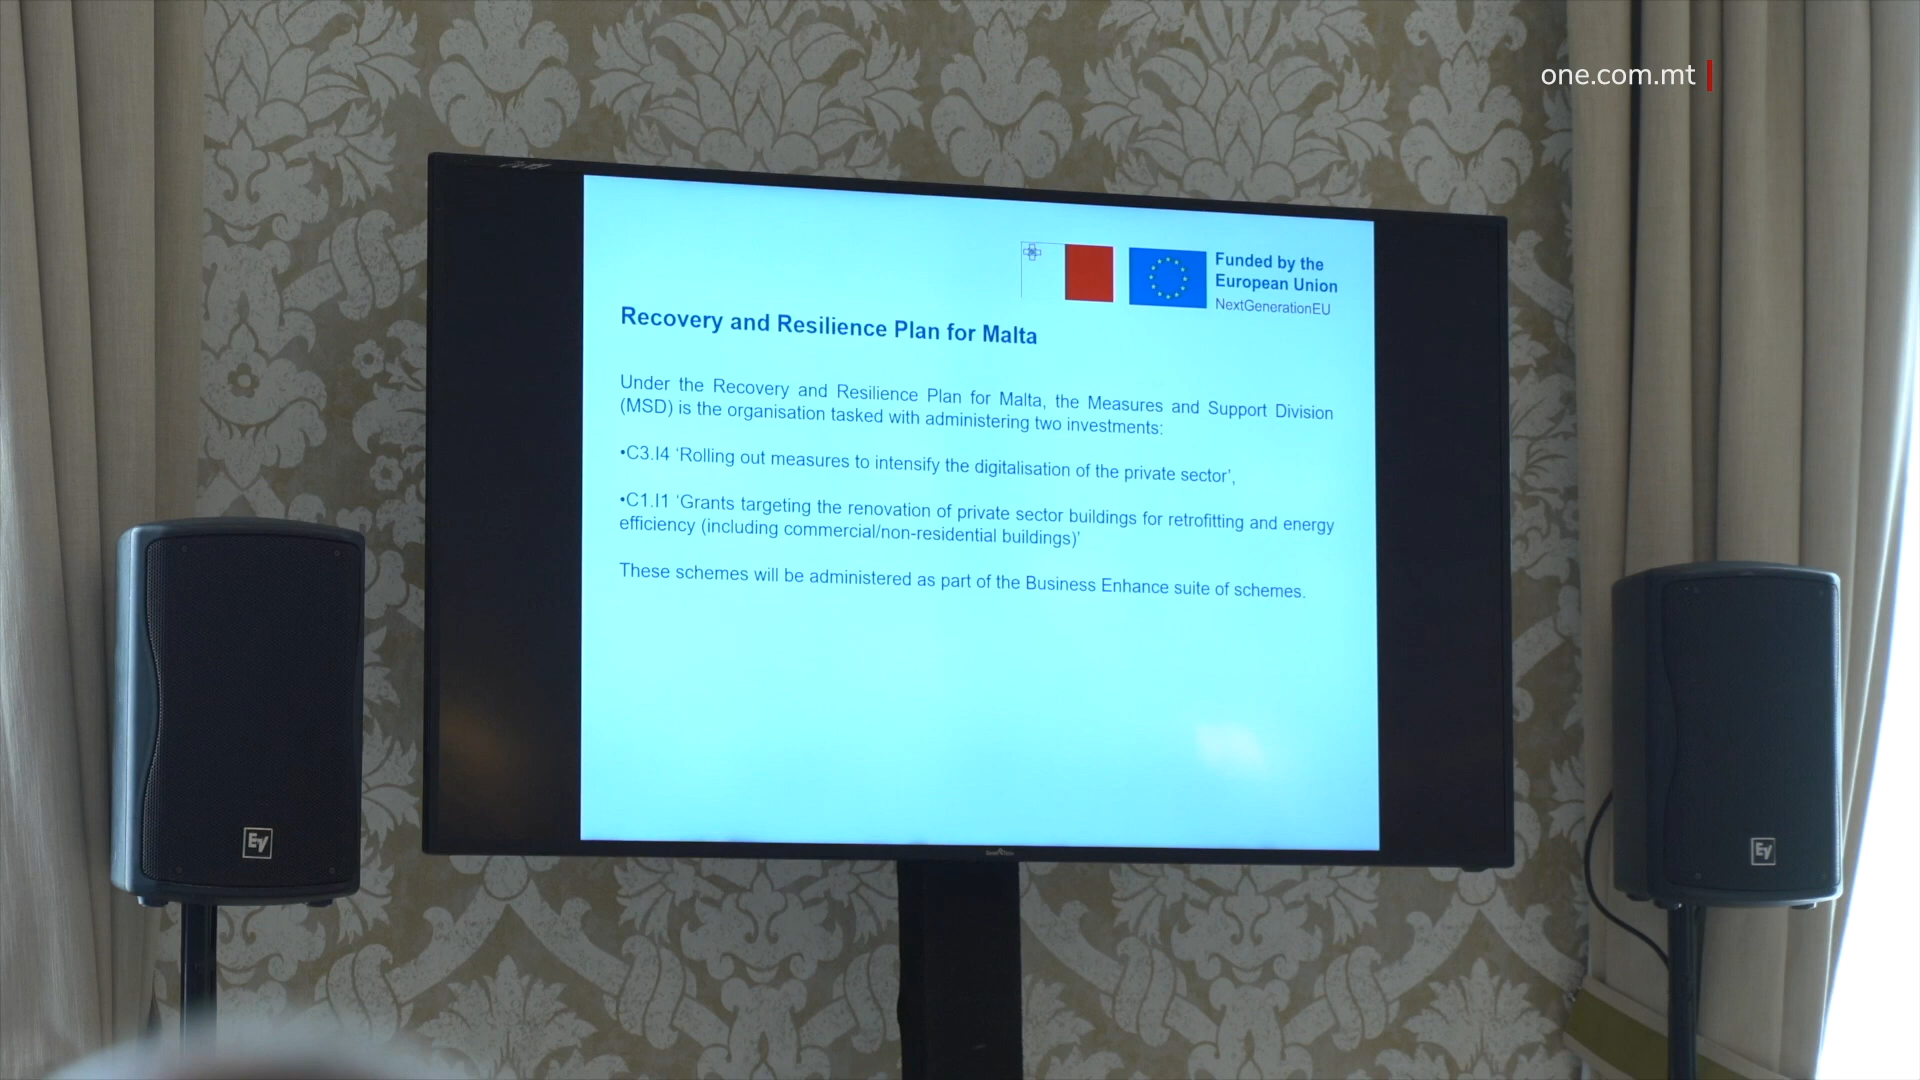 one.com.mt
Funded by the
European Union
NextGenerationEU
Recovery and Resilience Plan for Malta
Under the Recovery and Resilience Plan for Malta, the Measures and Support Division
(MSD) is the organisation tasked with administering two investments:
•C3.I4 ‘Rolling out measures to intensify the digitalisation of the private sector’,
•C1.I1 ‘Grants targeting the renovation of private sector buildings for retrofitting and energy
efficiency (including commercial/non-residential buildings)’
These schemes will be administered as part of the Business Enhance suite of schemes.
EV
EV